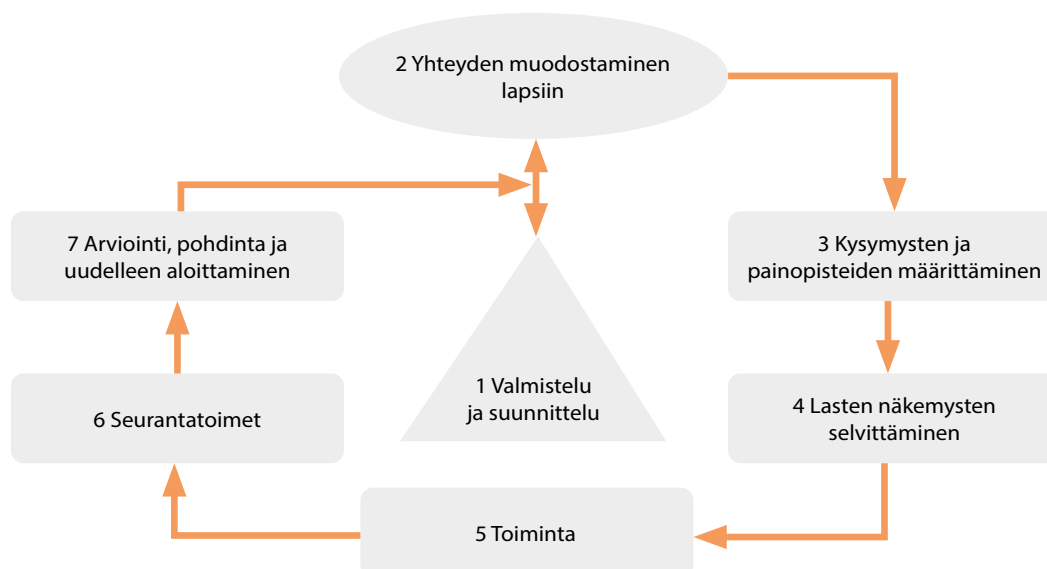 2 Yhteyden muodostaminen
lapsiin
7 Arviointi, pohdinta ja
uudelleen aloittaminen
3 Kysymysten ja
painopisteiden määrittäminen
1 Valmistelu
ja suunnittelu
6 Seurantatoimet
4 Lasten näkemysten
selvittäminen
5 Toiminta